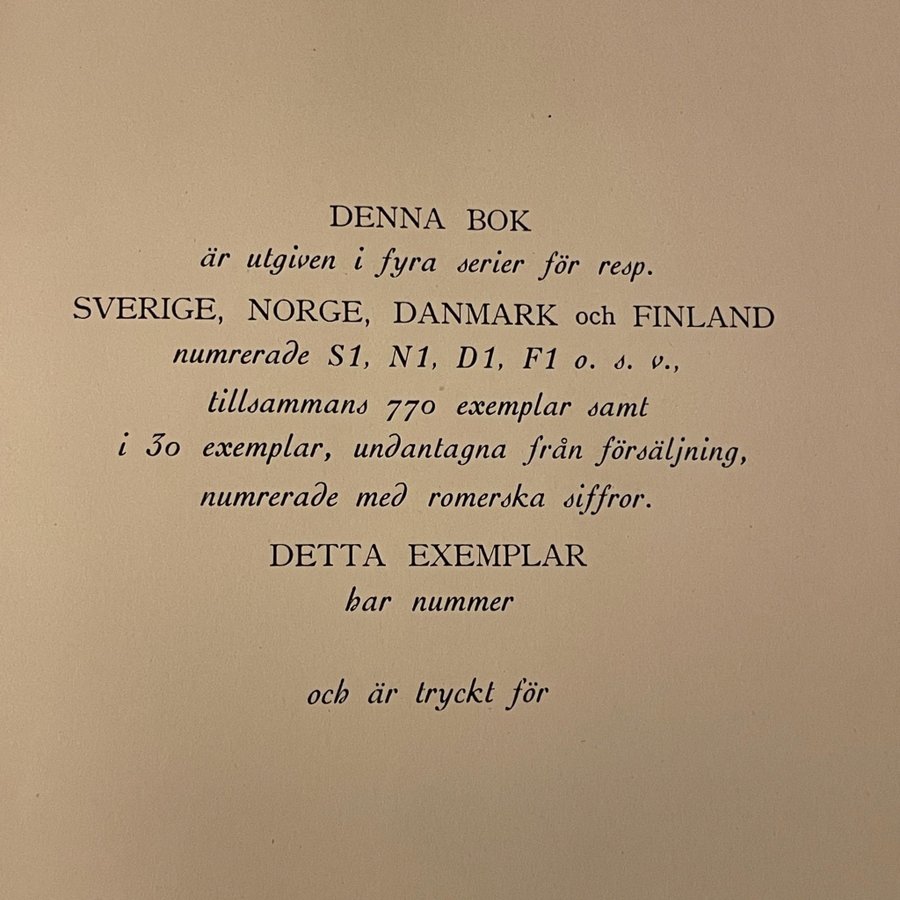 DENNA BOK
är utgiven i fyra serier för resp.
SVERIGE, NORGE, DANMARK och FINLAND
numrerade S1, N1, D1, F1 o. s. v.,
tillsammans 770 exemplar samt
i 30 exemplar, undantagna från försäljning,
numrerade med romerska siffror.
DETTA EXEMPLAR
har nummer
och är tryckt för